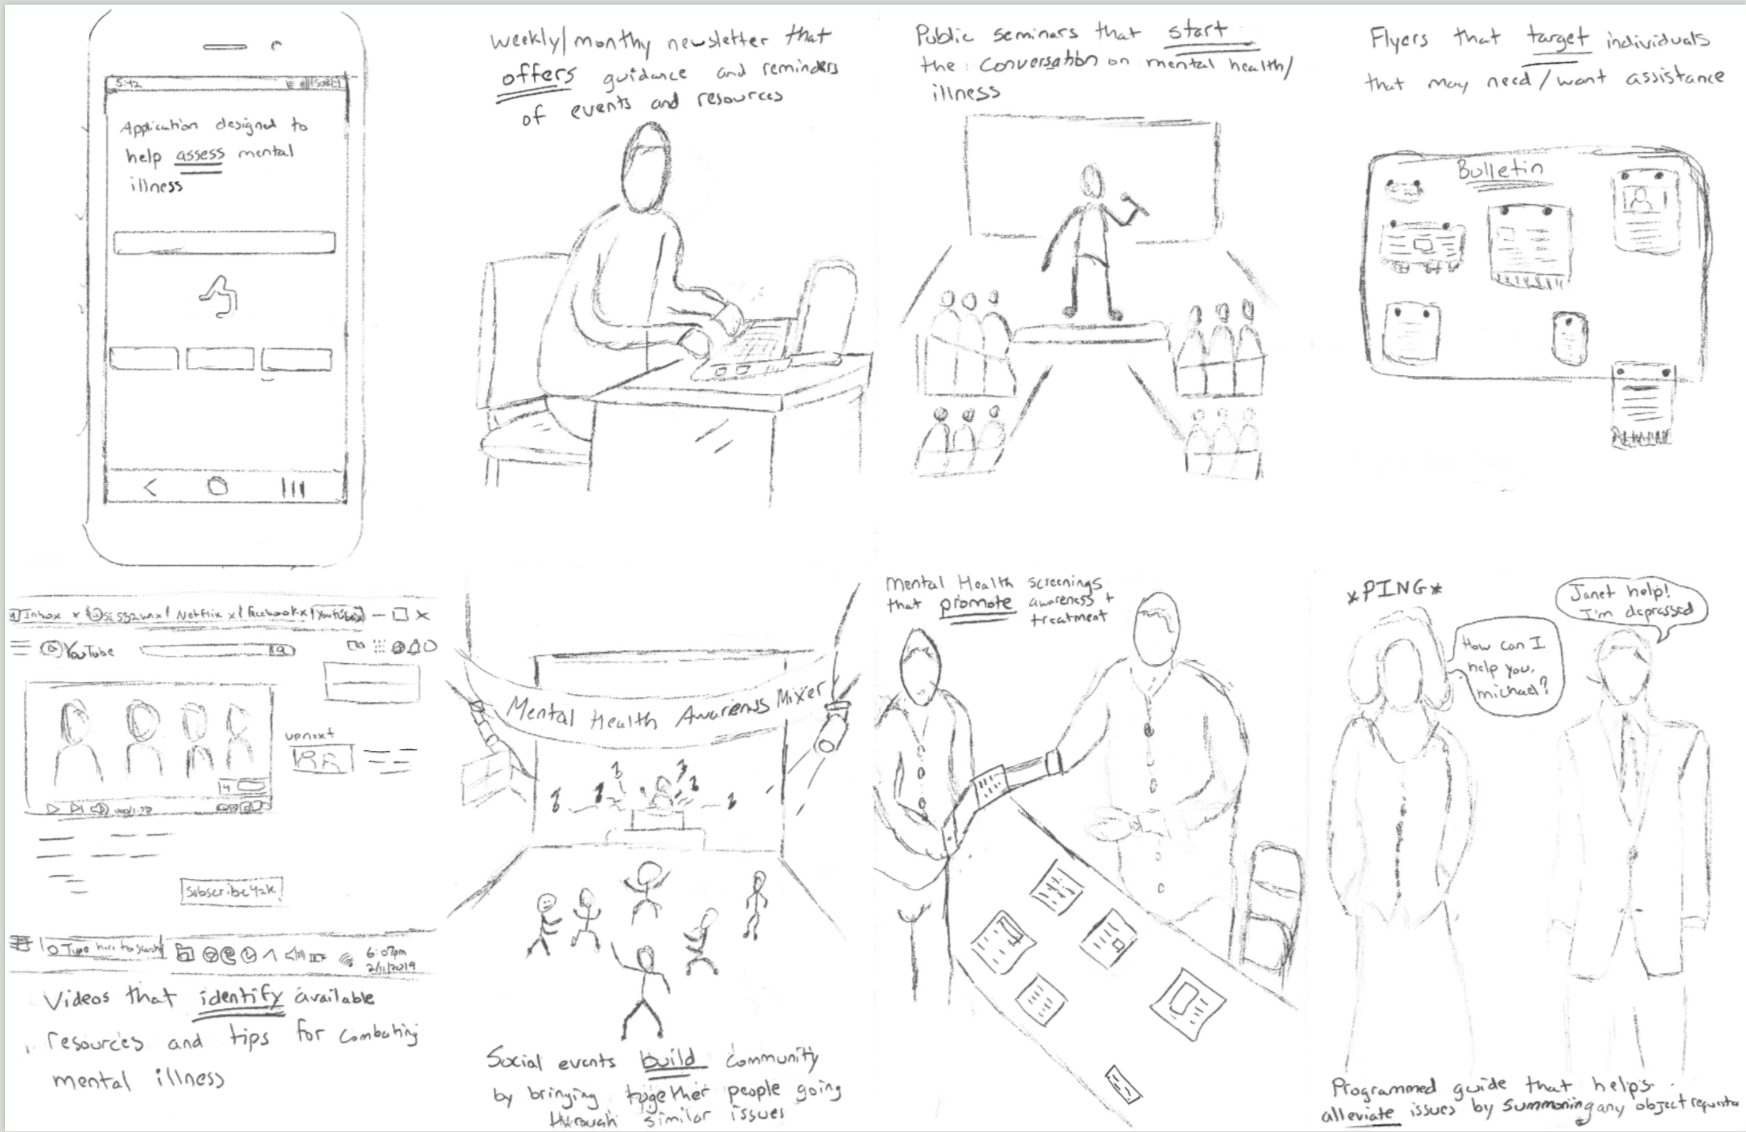 5:42
Application designed to
help assess mental
illness
weekly/monthy newsletter that
offers guidance and reminders
of events and resources
Public seminars that start
the conversation on mental health/
illness
Flyers that target individuals
that may need/want assistance
Bulletin
Inbox x Netflix x Facebook x YouTube x
YouTube
upnext
Subscribe 42k
Type here to search
6:07pm
2/11/2019
Videos that identify available
resources and tips for combating
mental illness
Mental Health Awareness Mixer
Social events build community
by bringing together people going
through similar issues
Mental Health screenings
that promote awareness +
treatment
*PING*
How can I
help you,
michael?
Janet help!
I'm depressed
Programmed guide that helps
alleviate issues by summoning any object